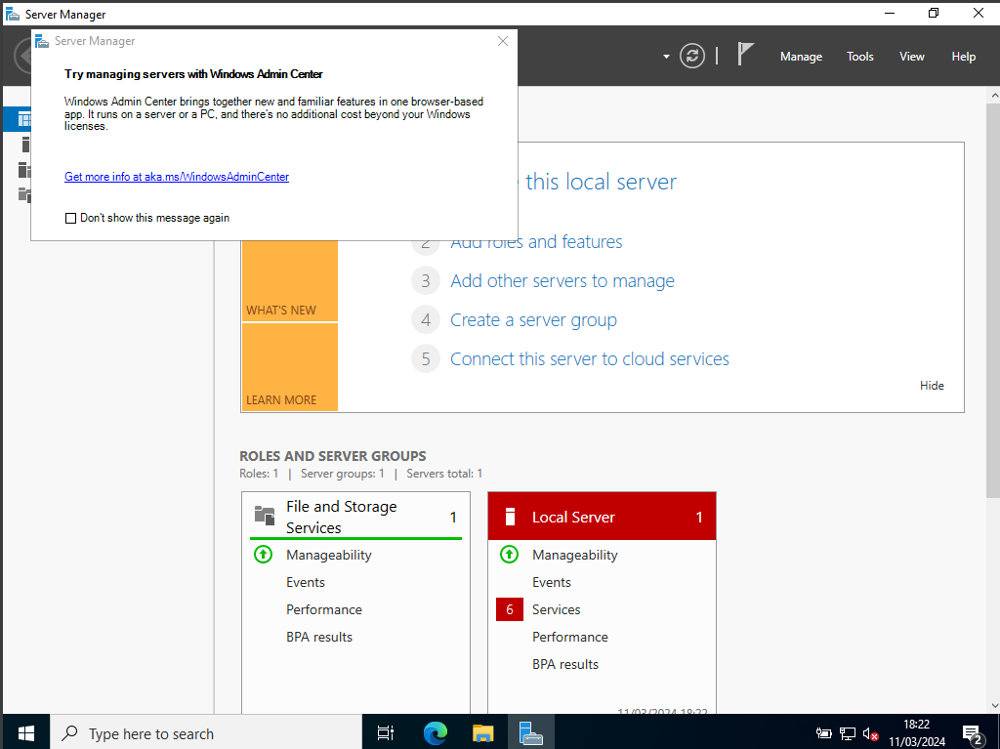 Server Manager
Manage Tools View Help
Server Manager
Try managing servers with Windows Admin Center
Windows Admin Center brings together new and familiar features in one browser-based
app. It runs on a server or a PC, and there's no additional cost beyond your Windows
licenses.
Get more info at aka.ms/WindowsAdminCenter
Don't show this message again
this local server
2 Add roles and features
3 Add other servers to manage
4 Create a server group
5 Connect this server to cloud services
WHAT'S NEW
LEARN MORE
Hide
ROLES AND SERVER GROUPS
Roles: 1 | Server groups: 1 | Servers total: 1
File and Storage
Services
1
Manageability
Events
Performance
BPA results
Local Server 1
Manageability
Events
6 Services
Performance
BPA results
11/03/2024 18:22
Type here to search
18:22
11/03/2024
2